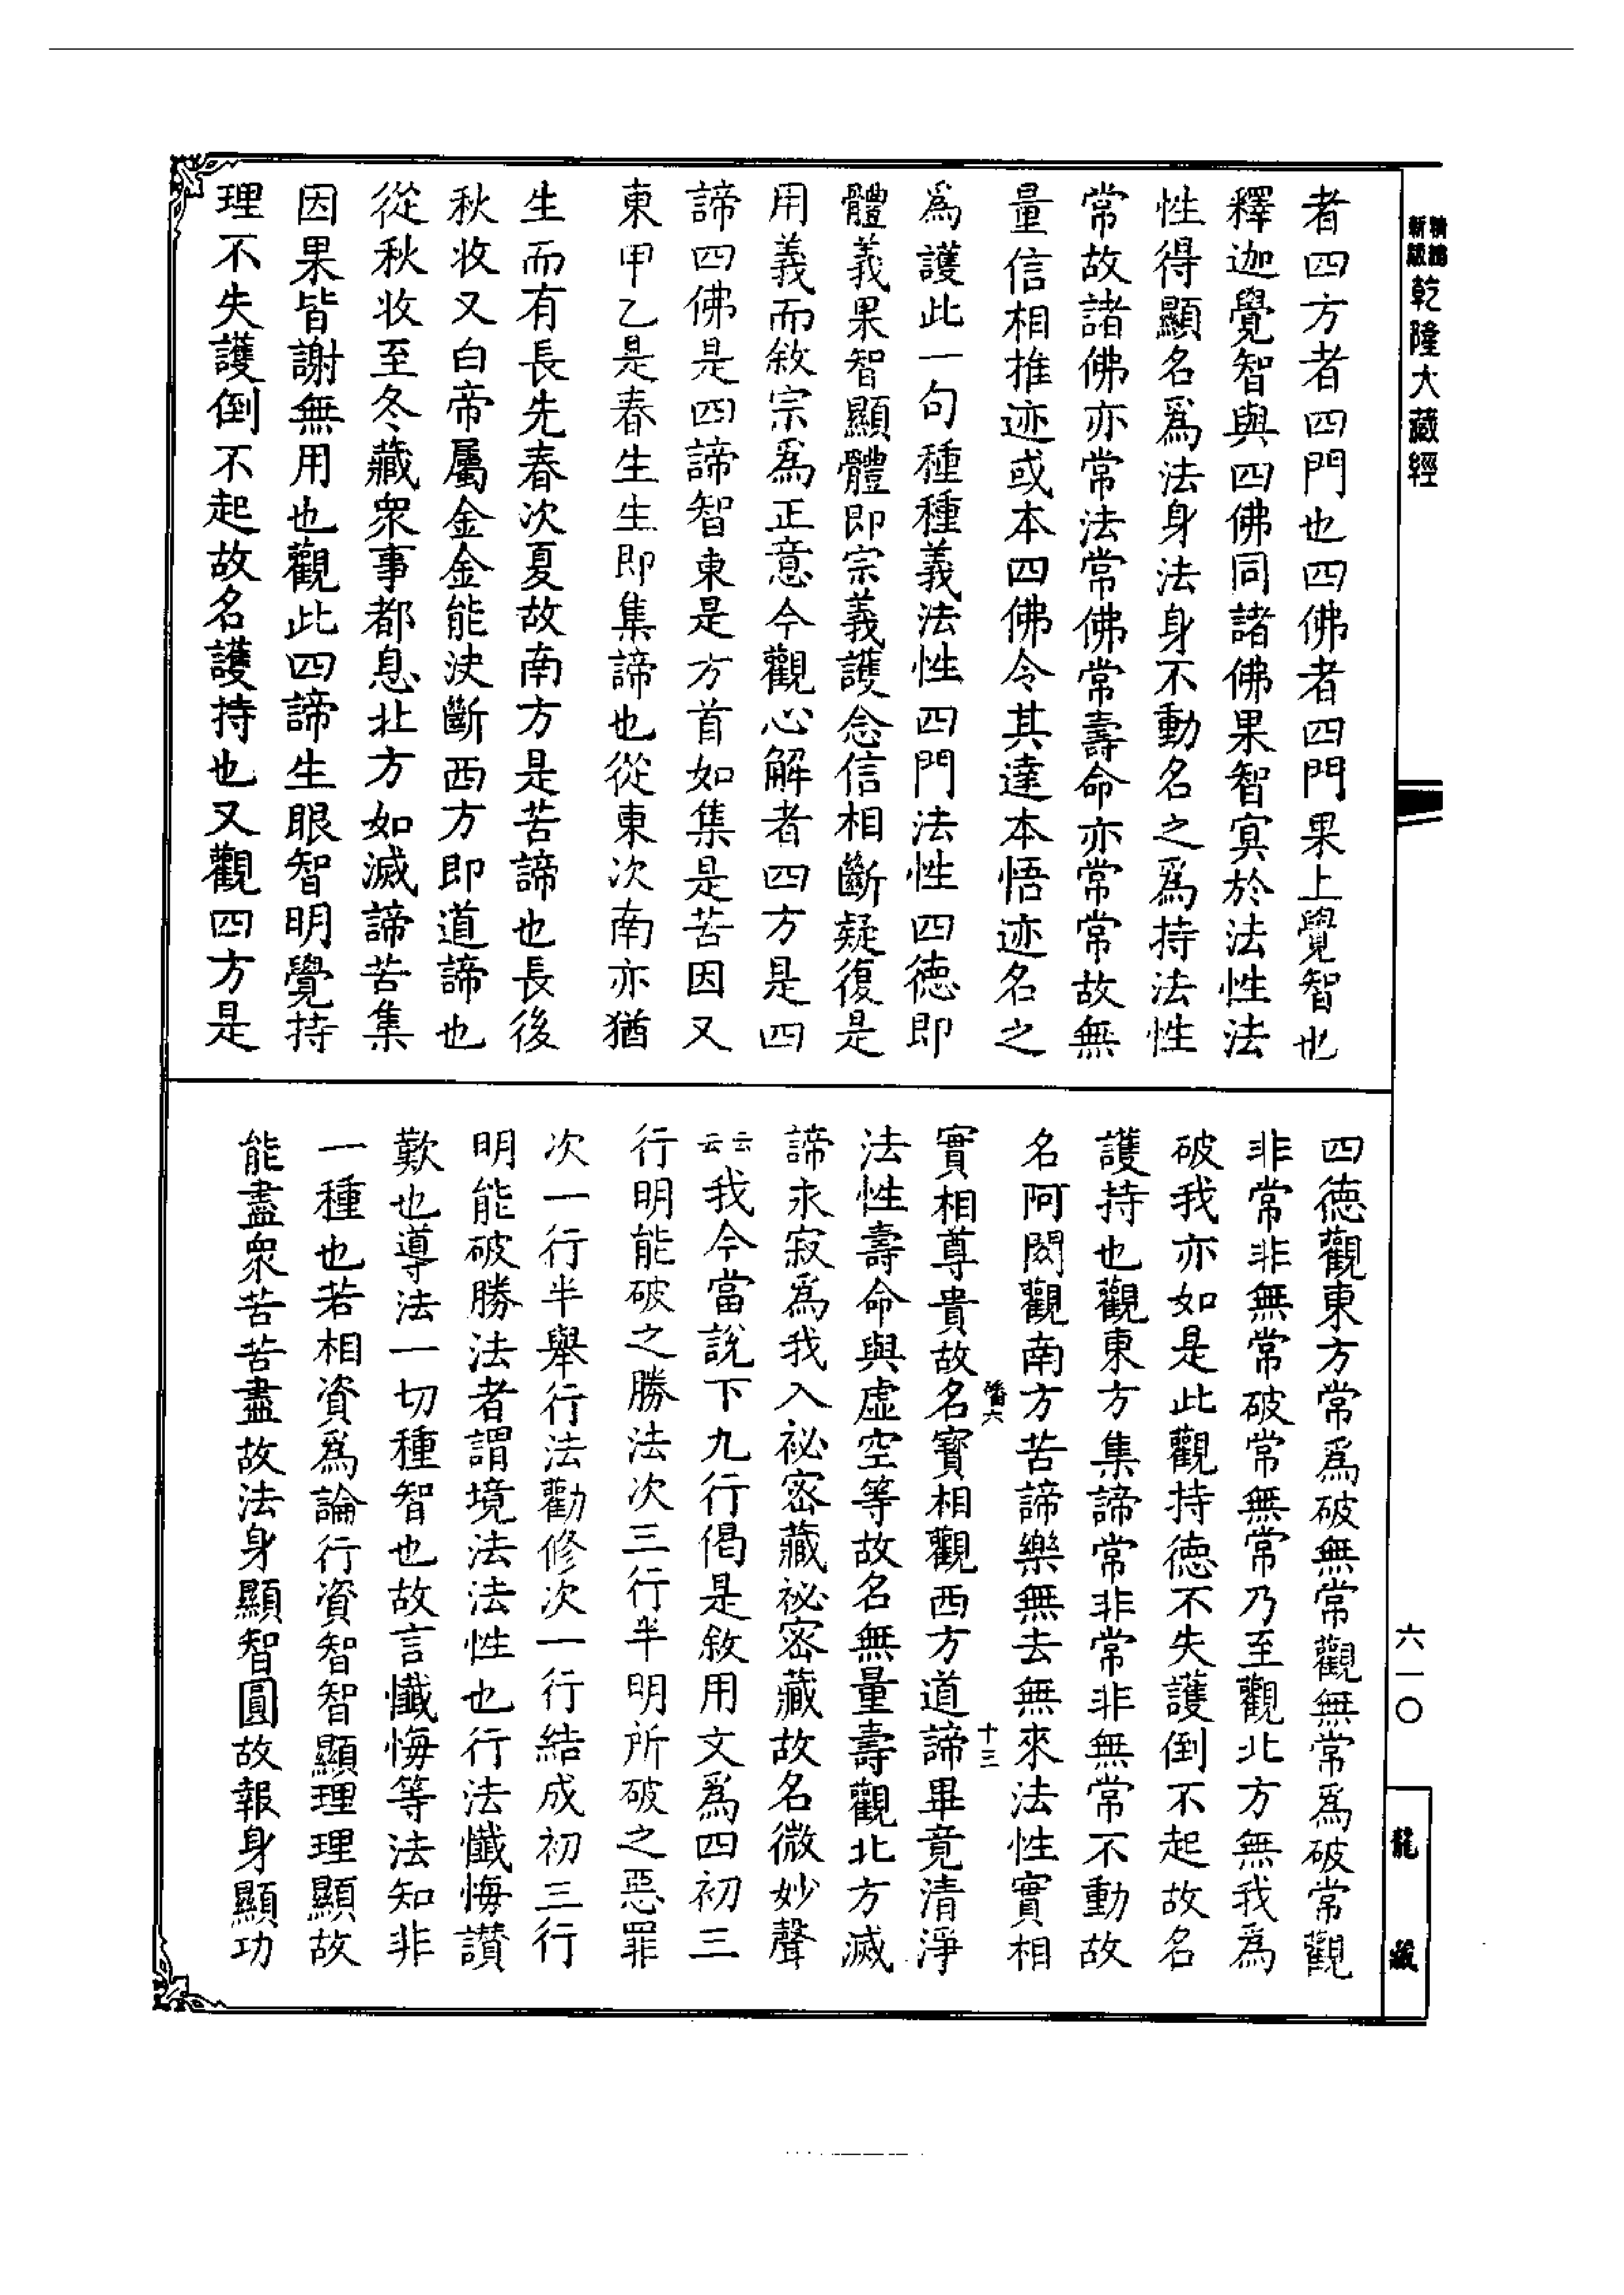 新編縮版乾隆大藏經
者四方者四門也四佛者四門果上覺智也
釋迦覺智與四佛同諸佛果智寘於法性法
性得顯名爲法身法身不動名之爲持法性
常故諸佛亦常法常佛常壽命亦常常故無
量信相推迹或本四佛令其達本悟迹名之
爲護此一句種種義法性四門法性四德即
體義果智顯體即宗義護念信相斷疑復是
用義而敘宗爲正意今觀心解者四方是四
諦四佛是四諦智東是方首如集是苦因又
東甲乙是春生生即集諦也從東次南亦猶
生而有長先春次夏故南方是苦諦也長後
秋收又白帝屬金金能決斷西方即道諦也
從秋收至冬藏衆事都息北方如滅諦苦集
因果皆謝無用也觀此四諦生眼智明覺持
理不失護倒不起故名護持也又觀四方是
四德觀東方常爲破無常觀無常爲破常觀
非常非無常破常無常乃至觀北方無我爲
破我亦如是此觀持德不失護倒不起故名
護持也觀東方集諦常非常非無常不動故
名阿閦觀南方苦諦樂無去無來法性實相
實相尊貴故名寶相觀西方道諦畢竟清淨
法性壽命與虛空等故名無量壽觀北方滅
諦永寂爲我入祕密藏祕密藏故名微妙聲
云云我今當說下九行偈是敘用文爲四初三
行明能破之勝法次三行半明所破之惡罪
次一行半舉行法勸修次一行結成初三行
明能破勝法者謂境法法性也行法懺悔讚
歎也導法一切種智也故言懺悔等法知非
一種也若相資爲論行資智智顯理理顯故
能盡衆苦苦盡故法身顯智圓故報身顯功
六一〇
十三
龍藏